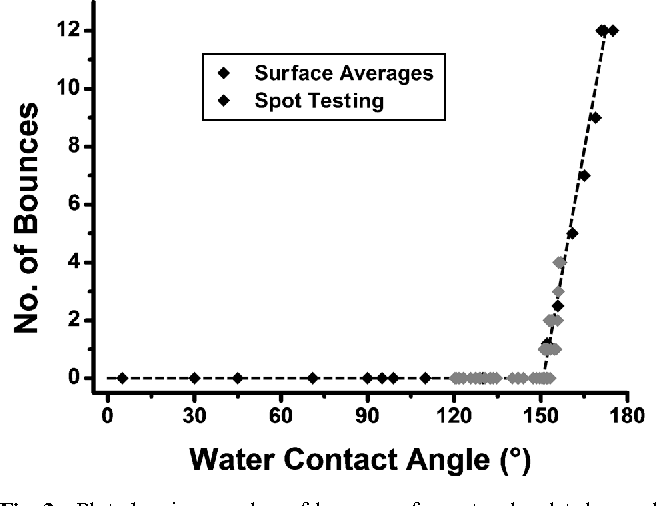 12
10
8
6
4
2
0
No. of Bounces
Surface Averages
Spot Testing
0 30 60 90 120 150 180
Water Contact Angle (°)